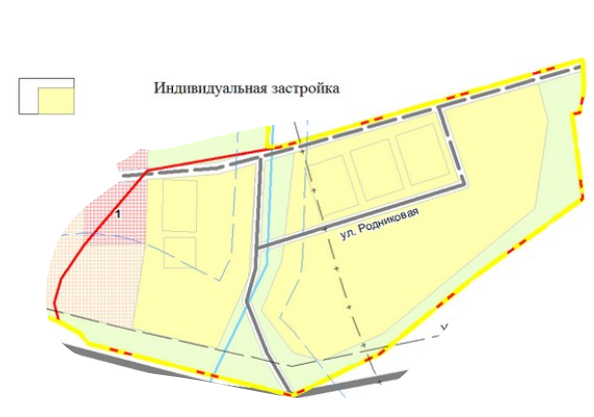 Индивидуальная застройка
1
ул. Родниковая